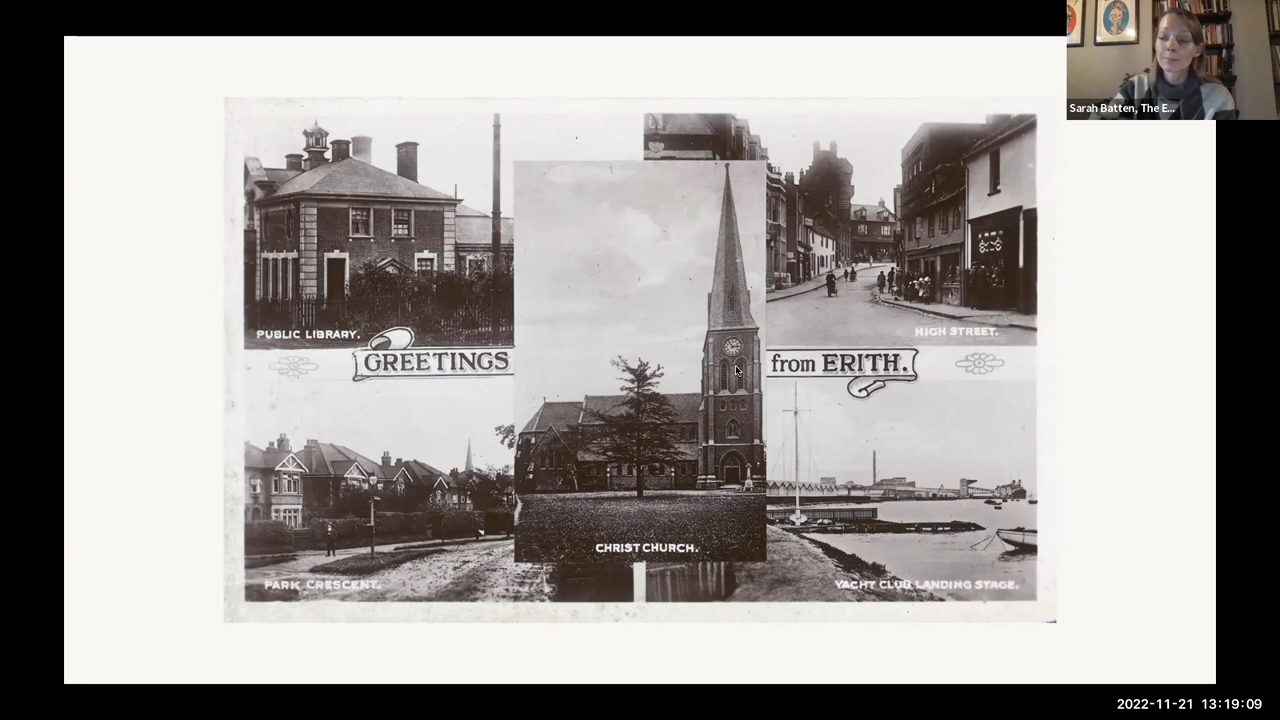 Sarah Batten, The E...
PUBLIC LIBRARY.
HIGH STREET.
GREETINGS
from ERITH.
CHRIST CHURCH.
PARK CRESCENT.
YACHT CLUB LANDING STAGE.
2022-11-21 13:19:09